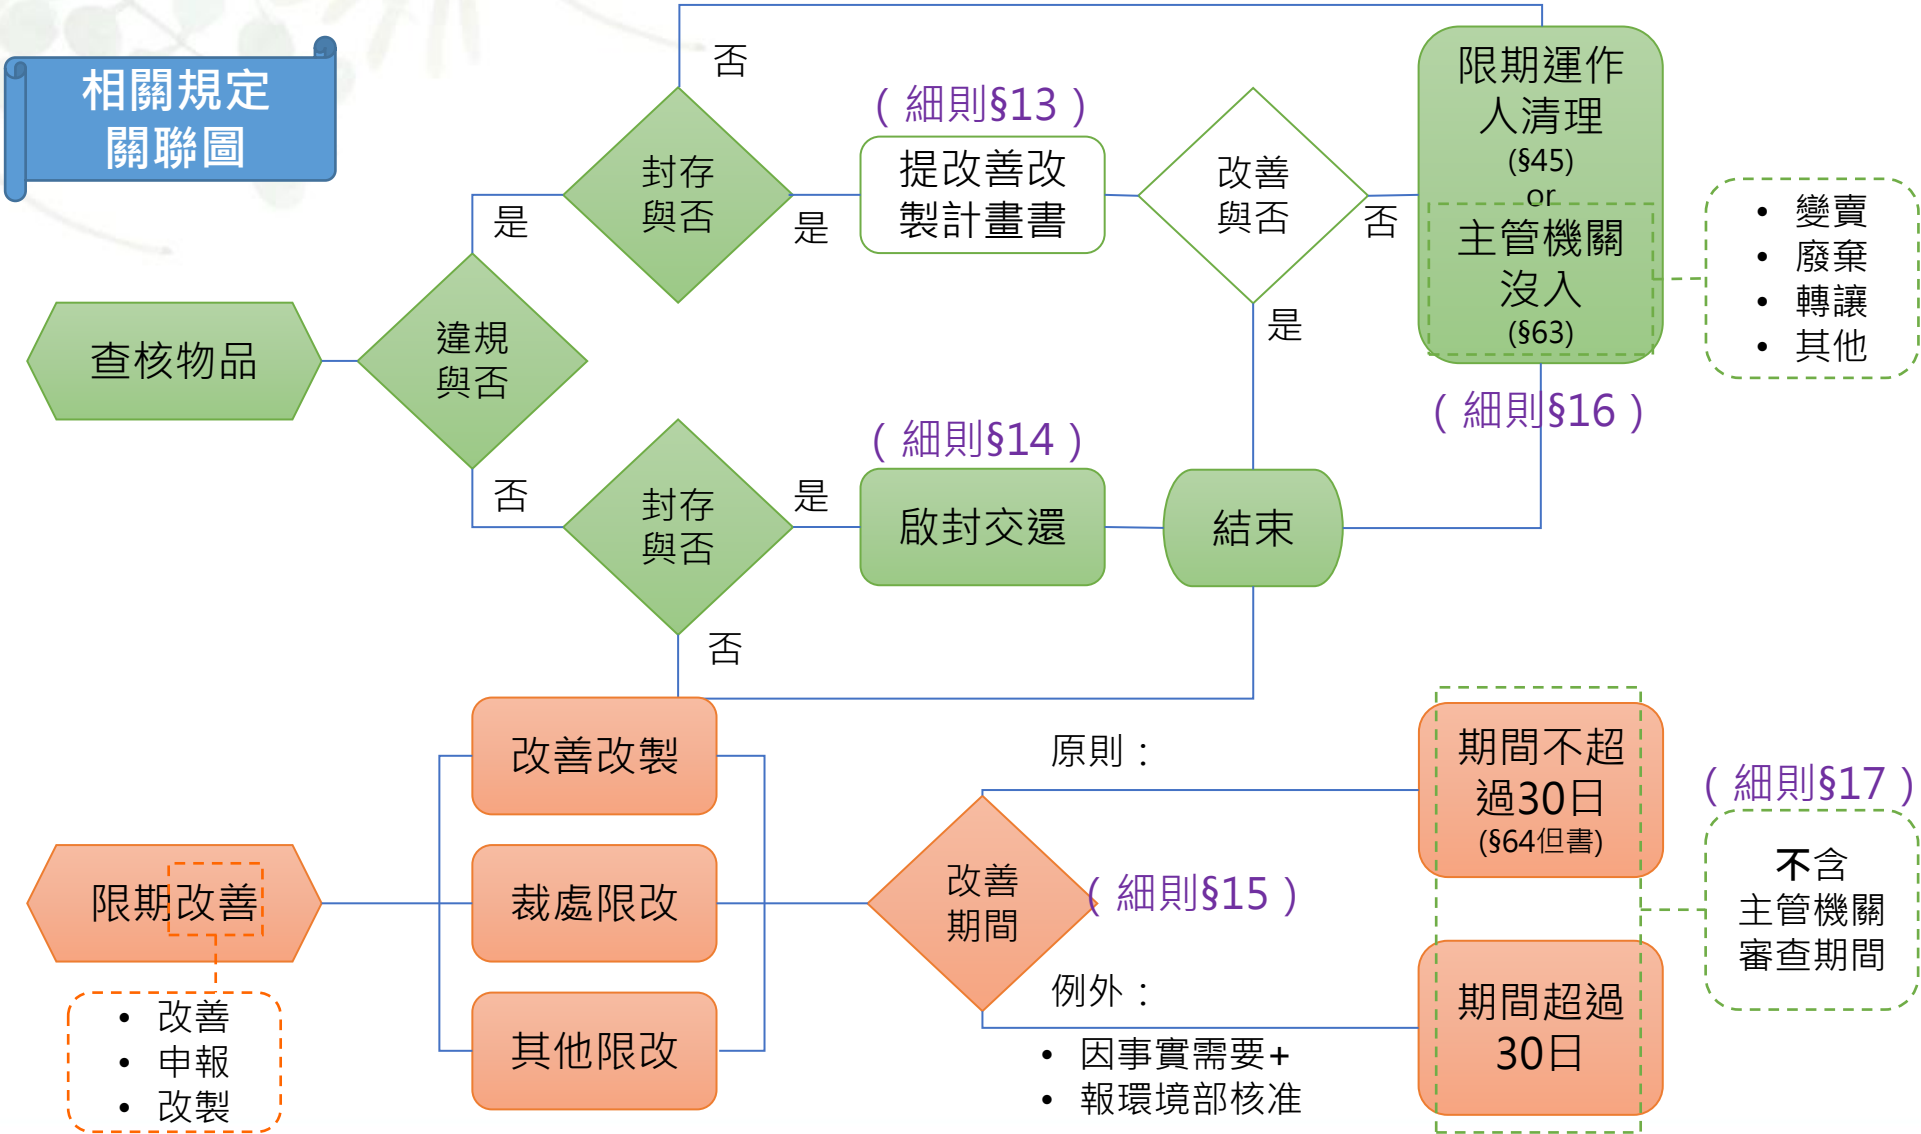 相關規定
關聯圖
否
(細則§13)
封存
與否
提改善改
製計畫書
改善
與否
限期運作
人清理
(§45)
or
主管機關
沒入
(§63)
• 變賣
• 廢棄
• 轉讓
• 其他
是
是
否
是
查核物品
違規
與否
(細則§16)
(細則§14)
否
封存
與否
是
啟封交還
結束
否
改善改製
原則：
期間不超
過30日
(§64但書)
(細則§17)
不含
主管機關
審查期間
限期改善
裁處限改
改善
期間
(細則§15)
例外：
• 因事實需要+
• 報環境部核准
期間超過
30日
其他限改
• 改善
• 申報
• 改製